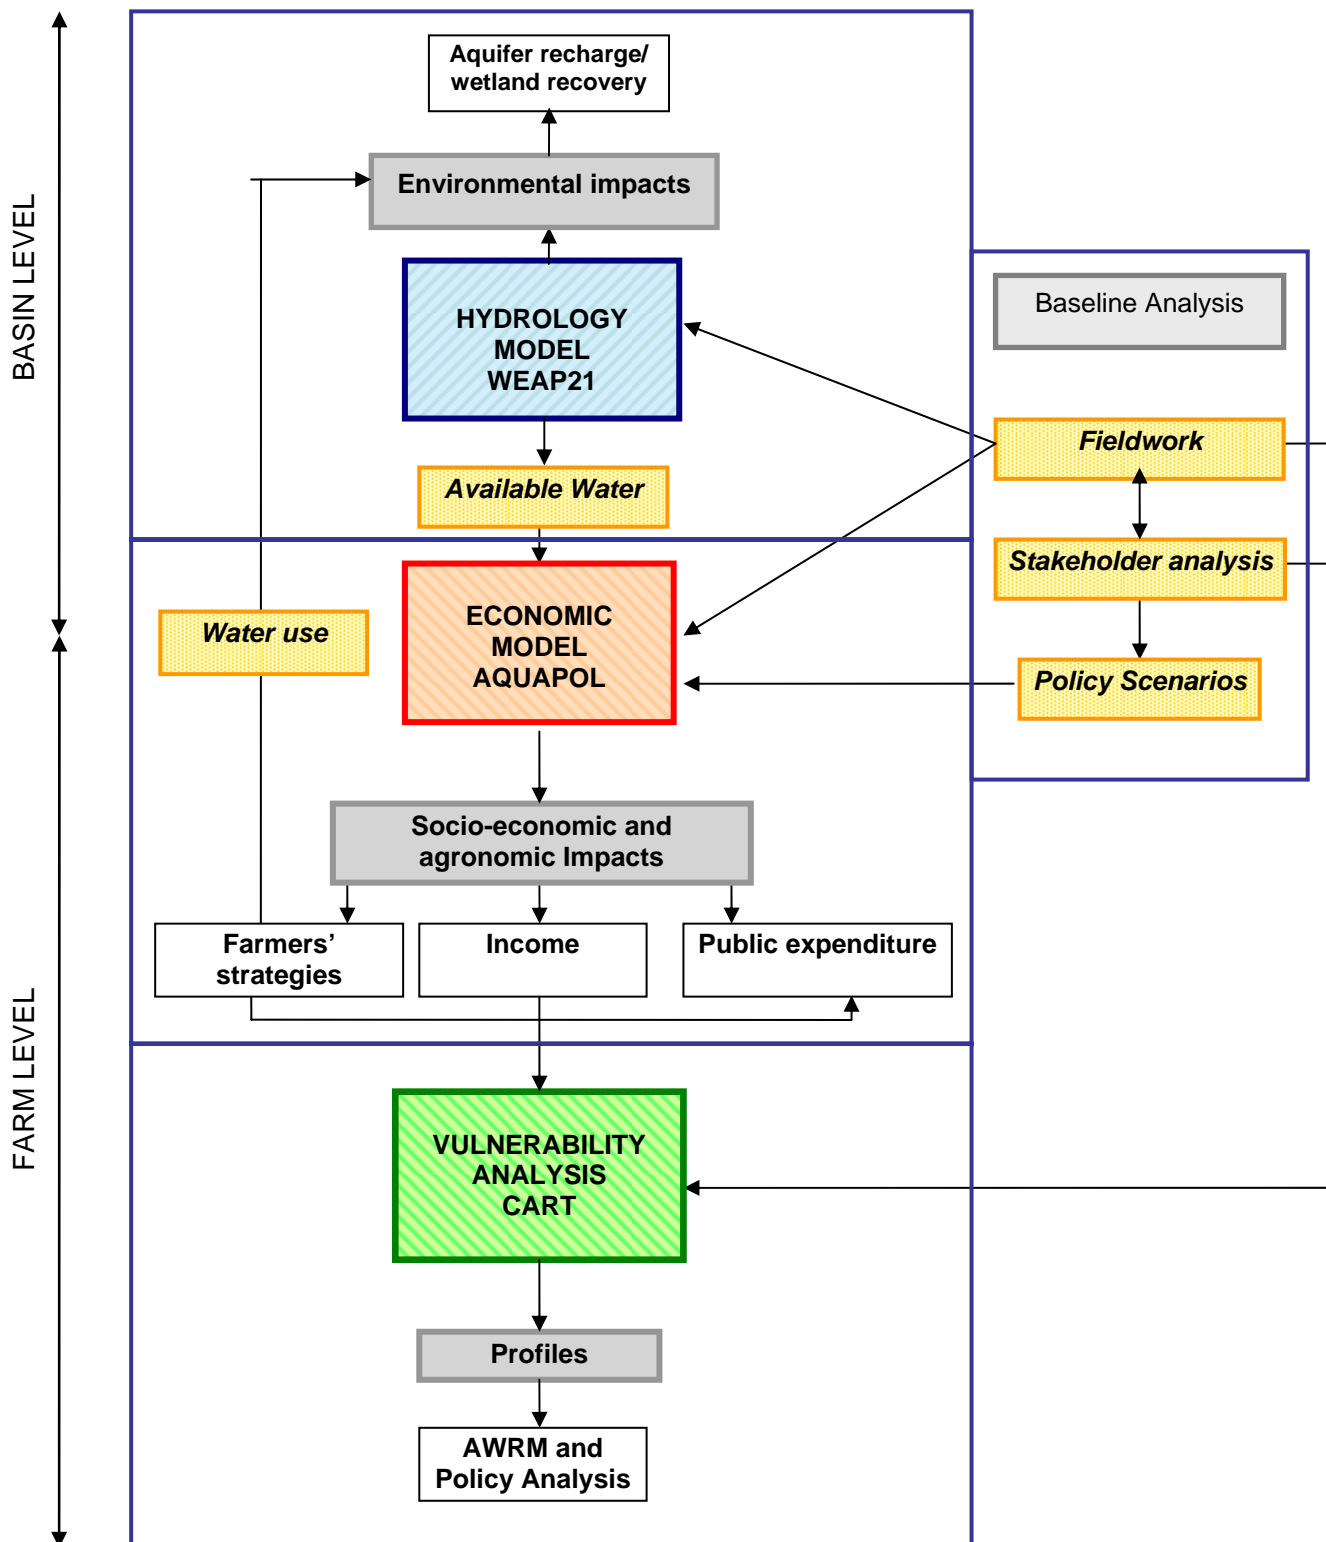 BASIN LEVEL
FARM LEVEL
Aquifer recharge/
wetland recovery
Environmental impacts
HYDROLOGY
MODEL
WEAP21
Available Water
Water use
ECONOMIC
MODEL
AQUAPOL
Socio-economic and
agronomic Impacts
Farmers’
strategies
Income
Public expenditure
VULNERABILITY
ANALYSIS
CART
Profiles
AWRM and
Policy Analysis
Baseline Analysis
Fieldwork
Stakeholder analysis
Policy Scenarios